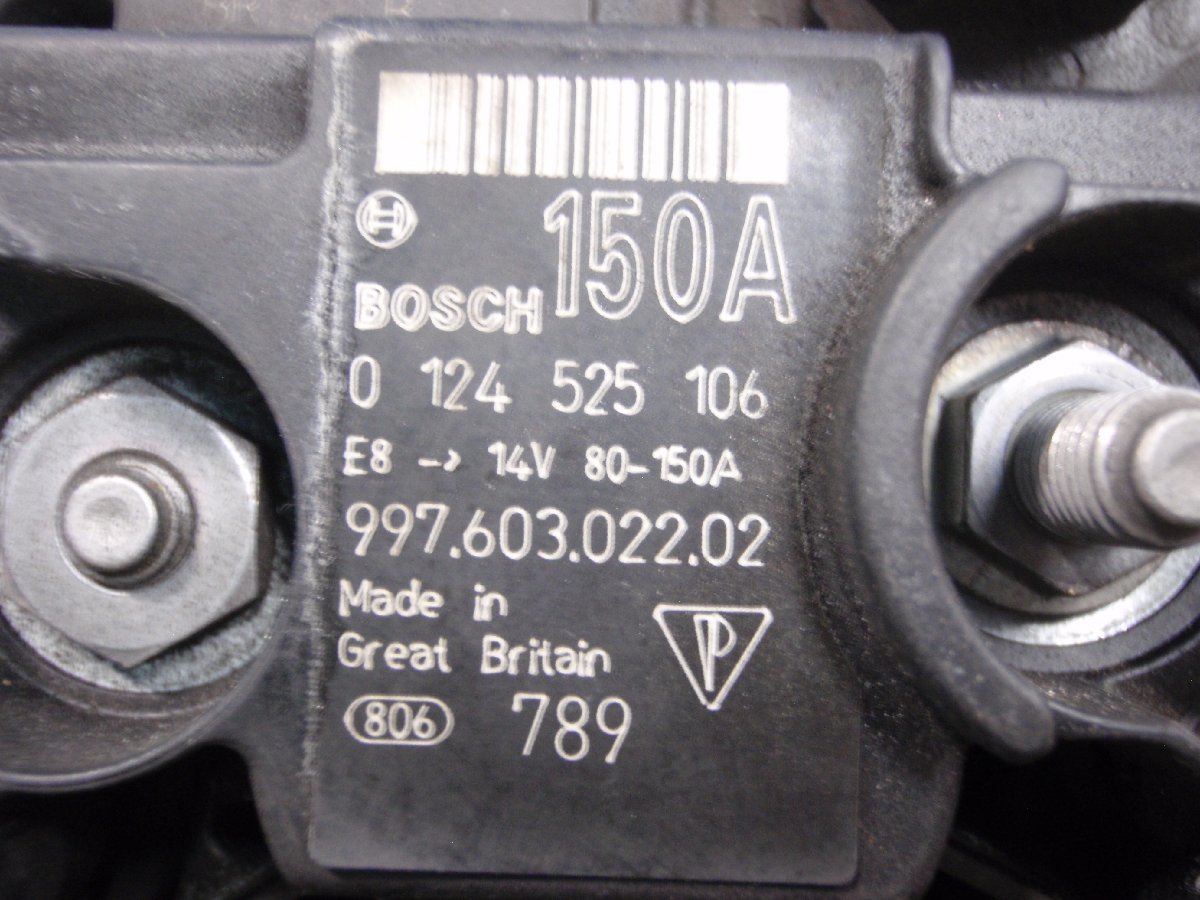 150A
BOSCH
0 124 525 106
E8 -> 14V 80-150A
997.603.022.02
Made in
Great Britain
P
806 789